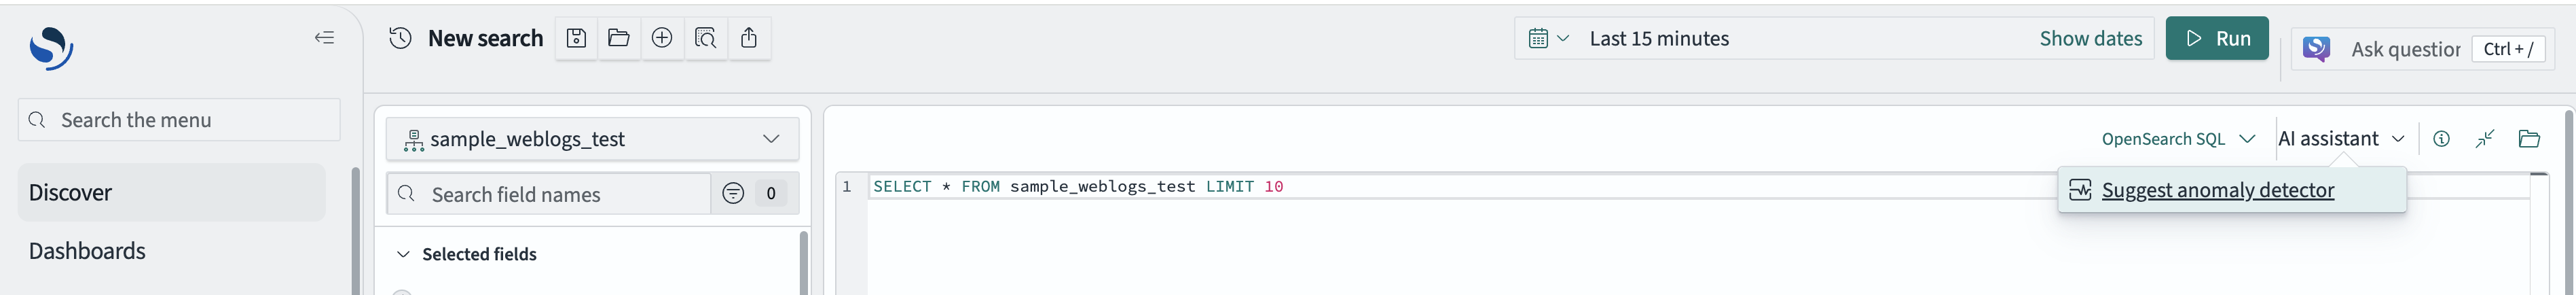 New search
Last 15 minutes
Show dates
Run
Ask question
Ctrl + /
Search the menu
Discover
Dashboards
sample_weblogs_test
Search field names
0
Selected fields
OpenSearch SQL
AI assistant
1 SELECT * FROM sample_weblogs_test LIMIT 10
Suggest anomaly detector